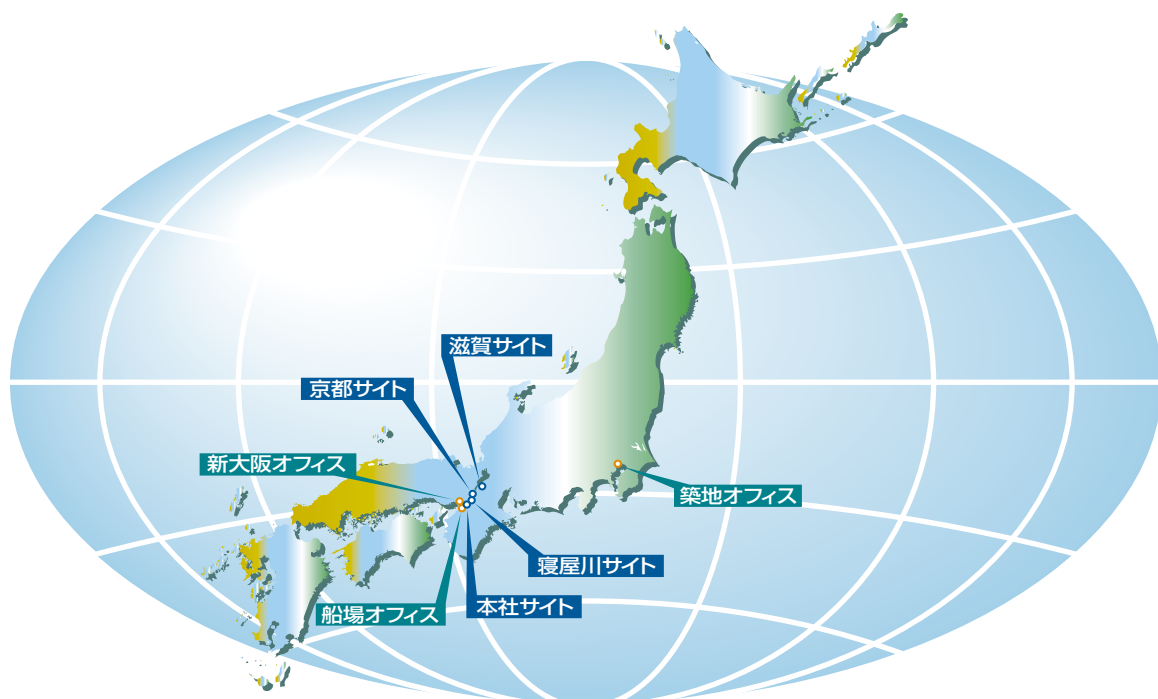 滋賀サイト
京都サイト
新大阪オフィス
築地オフィス
寝屋川サイト
本社サイト
船場オフィス